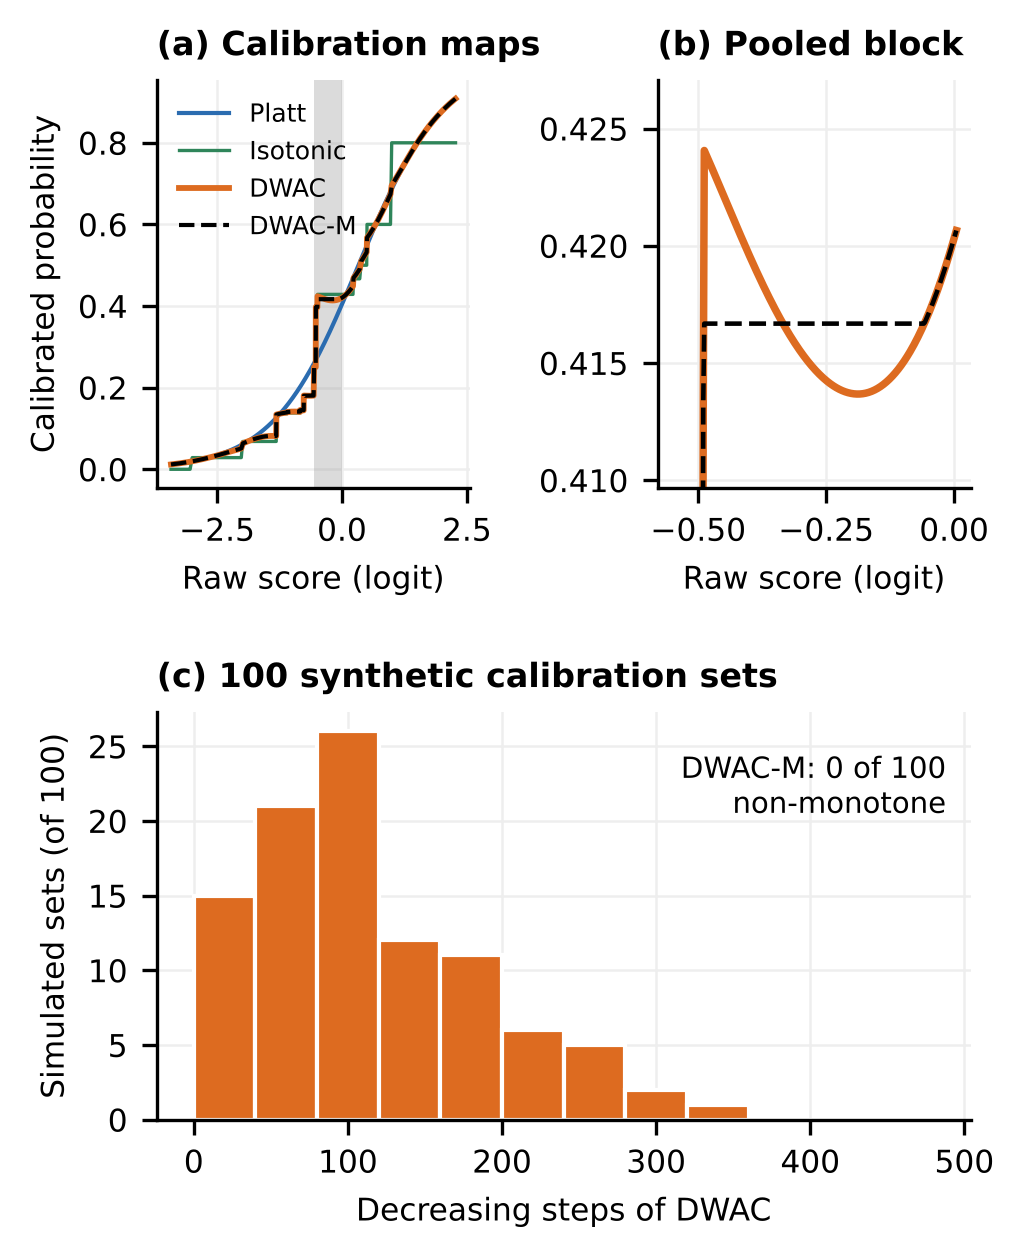 (a) Calibration maps
Calibrated probability
0.8
0.6
0.4
0.2
0.0
Platt
Isotonic
DWAC
DWAC-M
−2.5
0.0
2.5
Raw score (logit)
(b) Pooled block
0.425
0.420
0.415
0.410
−0.50
−0.25
0.00
Raw score (logit)
(c) 100 synthetic calibration sets
Simulated sets (of 100)
25
20
15
10
5
0
DWAC-M: 0 of 100
non-monotone
0
100
200
300
400
500
Decreasing steps of DWAC